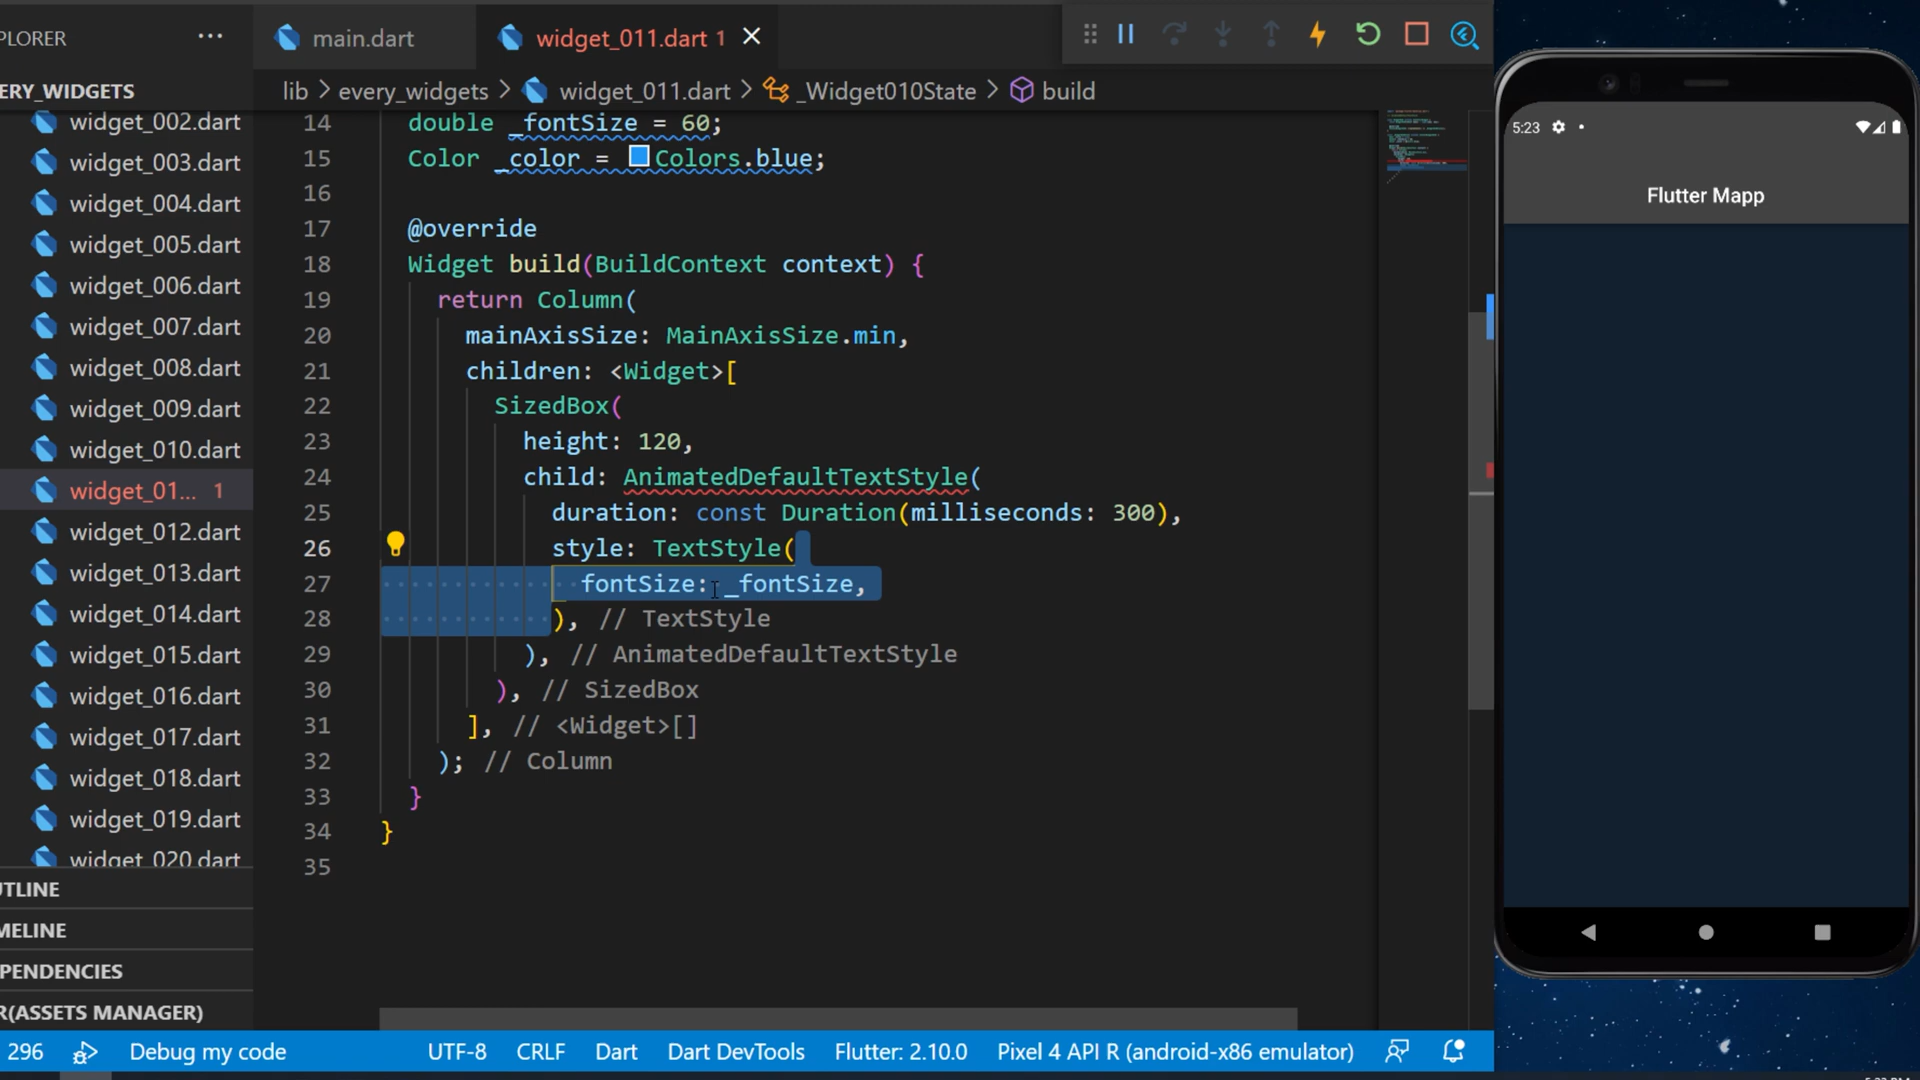 PLORER
···
main.dart
widget_011.dart 1
ERY_WIDGETS
lib > every_widgets > widget_011.dart > _Widget010State > build
widget_002.dart
widget_003.dart
widget_004.dart
widget_005.dart
widget_006.dart
widget_007.dart
widget_008.dart
widget_009.dart
widget_010.dart
widget_01... 1
widget_012.dart
widget_013.dart
widget_014.dart
widget_015.dart
widget_016.dart
widget_017.dart
widget_018.dart
widget_019.dart
widget_020.dart
UTLINE
MELINE
PENDENCIES
R(ASSETS MANAGER)
14 double _fontSize = 60;
15 Color _color = Colors.blue;
16
17 @override
18 Widget build(BuildContext context) {
19 return Column(
20 mainAxisSize: MainAxisSize.min,
21 children: <Widget>[
22 SizedBox(
23 height: 120,
24 child: AnimatedDefaultTextStyle(
25 duration: const Duration(milliseconds: 300),
26 style: TextStyle(
27 fontSize: _fontSize,
28 ), // TextStyle
29 ), // AnimatedDefaultTextStyle
30 ), // SizedBox
31 ], // <Widget>[]
32 ); // Column
33 }
34 }
35
5:23
Flutter Mapp
296 Debug my code UTF-8 CRLF Dart Dart DevTools Flutter: 2.10.0 Pixel 4 API R (android-x86 emulator)